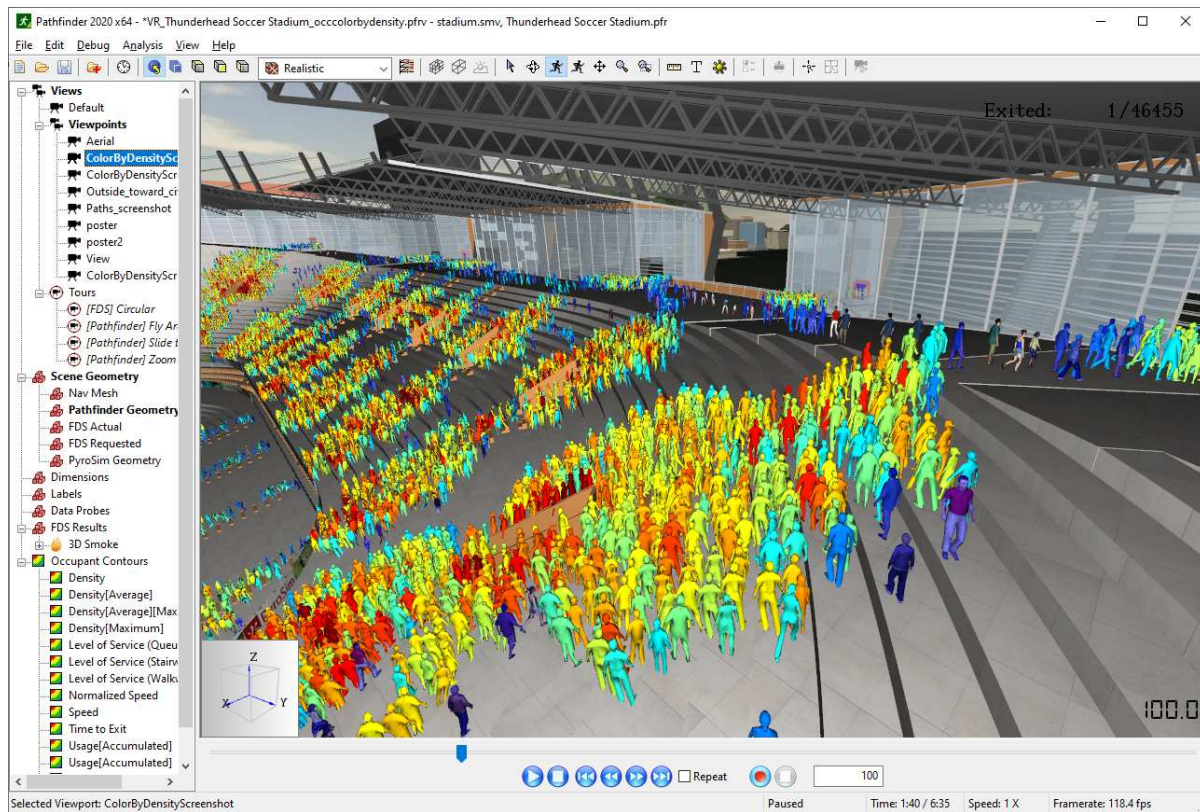 Pathfinder 2020 x64 - *VR_Thunderhead Soccer Stadium_occcolorbydensity.pfrv - stadium.smv, Thunderhead Soccer Stadium.pfr
File Edit Debug Analysis View Help
Realistic
Views
Default
Viewpoints
Aerial
ColorByDensitySc
ColorByDensityScr
Outside_toward_ci
Paths_screenshot
poster
poster2
View
ColorByDensityScr
Tours
[FDS] Circular
[Pathfinder] Fly Ar
[Pathfinder] Slide t
[Pathfinder] Zoom
Scene Geometry
Nav Mesh
Pathfinder Geometry
FDS Actual
FDS Requested
PyroSim Geometry
Dimensions
Labels
Data Probes
FDS Results
3D Smoke
Occupant Contours
Density
Density[Average]
Density[Average][Max
Density[Maximum]
Level of Service (Queu
Level of Service (Stairw
Level of Service (Walkw
Normalized Speed
Speed
Time to Exit
Usage[Accumulated]
Usage[Accumulated]
Exited: 1/46455
Z
X Y
100.0
Repeat
100
Selected Viewport: ColorByDensityScreenshot Paused Time: 1:40 / 6:35 Speed: 1 X Framerate: 118.4 fps